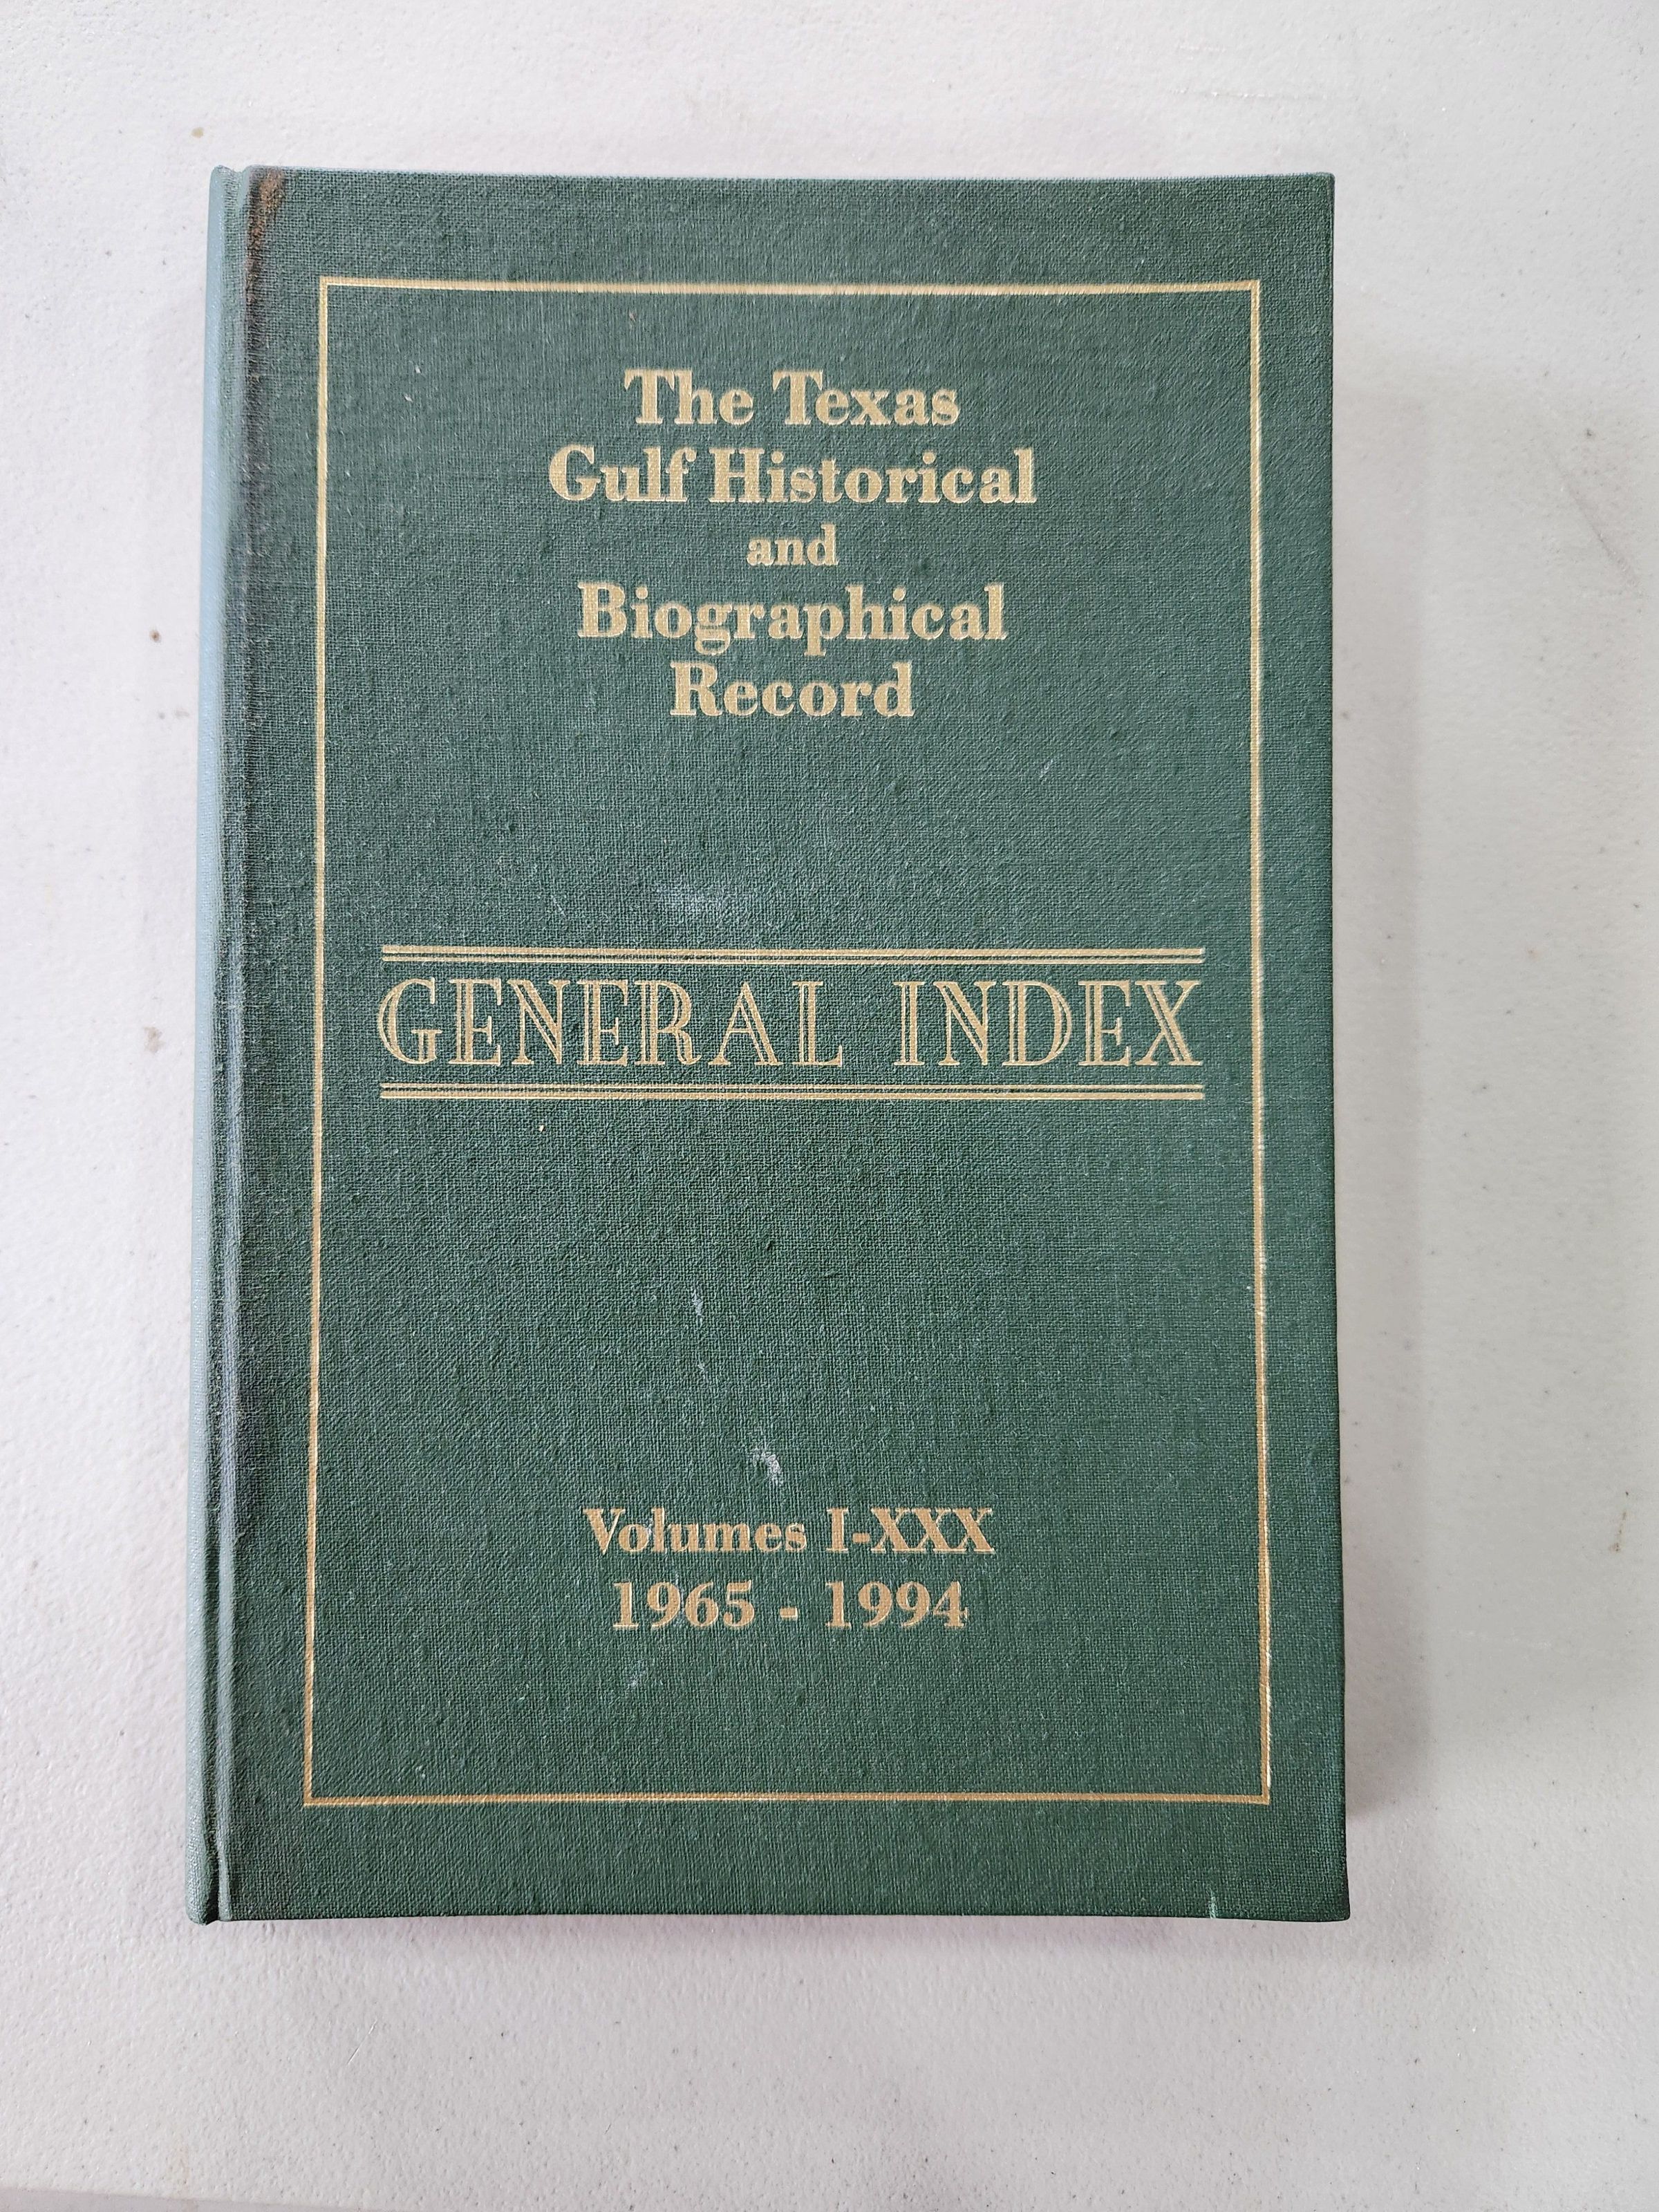 The Texas
Gulf Historical
and
Biographical
Record
GENERAL INDEX
Volumes I-XXX
1965 - 1994